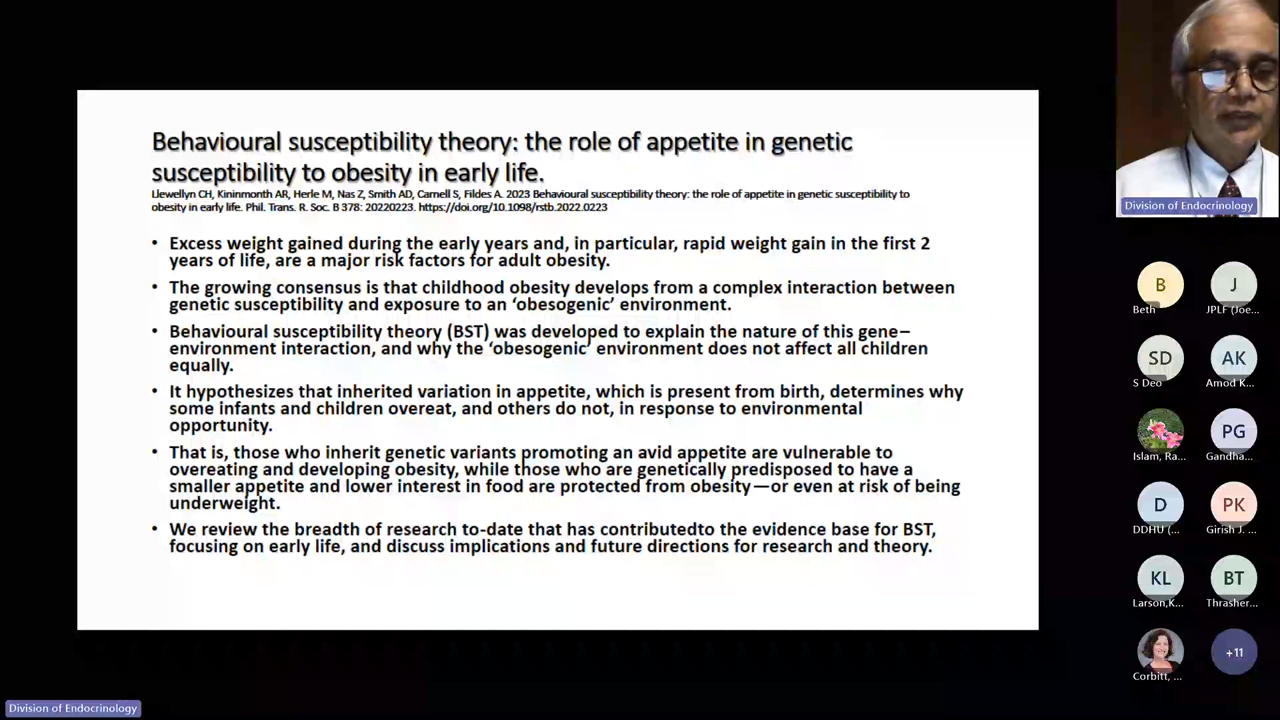 Behavioural susceptibility theory: the role of appetite in genetic
susceptibility to obesity in early life.
Llewellyn CH, Kininmonth AR, Herle M, Nas Z, Smith AD, Carnell S, Fildes A. 2023 Behavioural susceptibility theory: the role of appetite in genetic susceptibility to
obesity in early life. Phil. Trans. R. Soc. B 378: 20220223. https://doi.org/10.1098/rstb.2022.0223
• Excess weight gained during the early years and, in particular, rapid weight gain in the first 2
years of life, are a major risk factors for adult obesity.
• The growing consensus is that childhood obesity develops from a complex interaction between
genetic susceptibility and exposure to an ‘obesogenic’ environment.
• Behavioural susceptibility theory (BST) was developed to explain the nature of this gene–
environment interaction, and why the ‘obesogenic’ environment does not affect all children
equally.
• It hypothesizes that inherited variation in appetite, which is present from birth, determines why
some infants and children overeat, and others do not, in response to environmental
opportunity.
• That is, those who inherit genetic variants promoting an avid appetite are vulnerable to
overeating and developing obesity, while those who are genetically predisposed to have a
smaller appetite and lower interest in food are protected from obesity—or even at risk of being
underweight.
• We review the breadth of research to-date that has contributedto the evidence base for BST,
focusing on early life, and discuss implications and future directions for research and theory.
Division of Endocrinology
B
Beth
J
JPLF (Joe...
SD
S Deo
AK
Amod K...
Islam, Ra...
PG
Gandha...
D
DDHU (...
PK
Girish J. ...
KL
Larson,K...
BT
Thrasher...
Corbitt, ...
+11
Division of Endocrinology